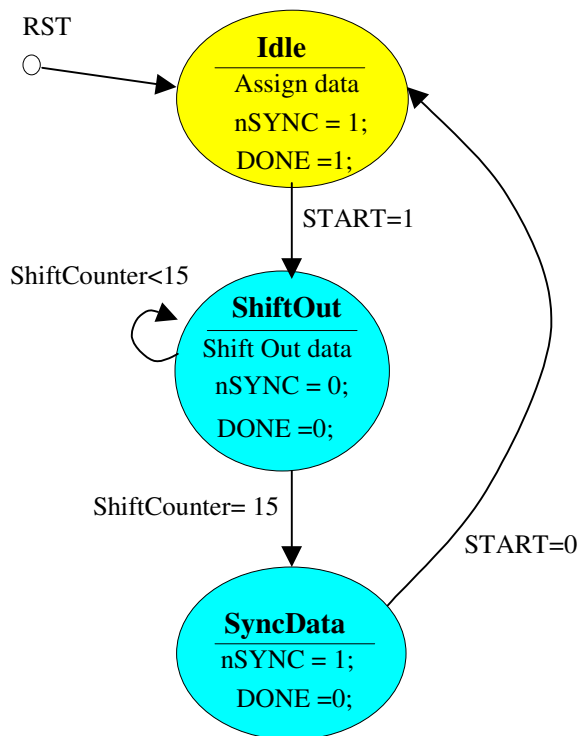 RST
Idle
Assign data
nSYNC = 1;
DONE =1;
START=1
ShiftCounter<15
ShiftOut
Shift Out data
nSYNC = 0;
DONE =0;
ShiftCounter= 15
START=0
SyncData
nSYNC = 1;
DONE =0;